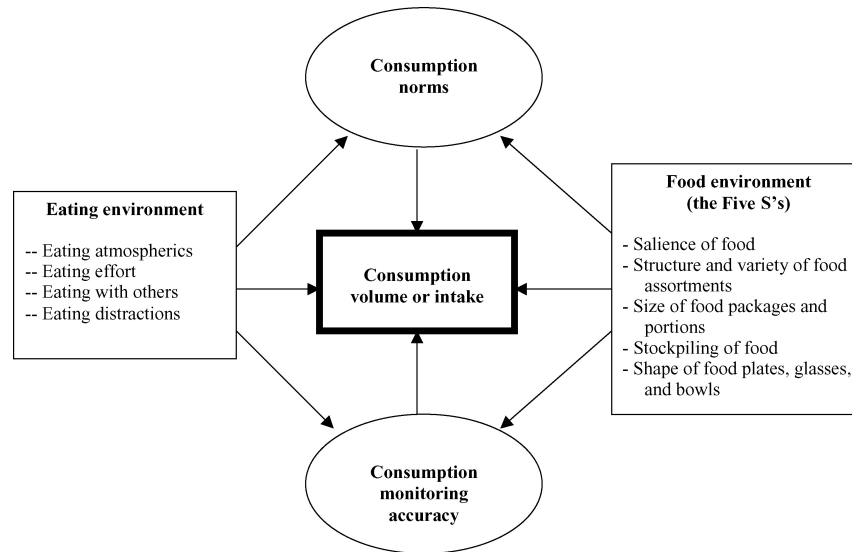 Consumption
norms
Eating environment
-- Eating atmospherics
-- Eating effort
-- Eating with others
-- Eating distractions
Consumption
volume or intake
Food environment
(the Five S's)
- Salience of food
- Structure and variety of food
assortments
- Size of food packages and
portions
- Stockpiling of food
- Shape of food plates, glasses,
and bowls
Consumption
monitoring
accuracy